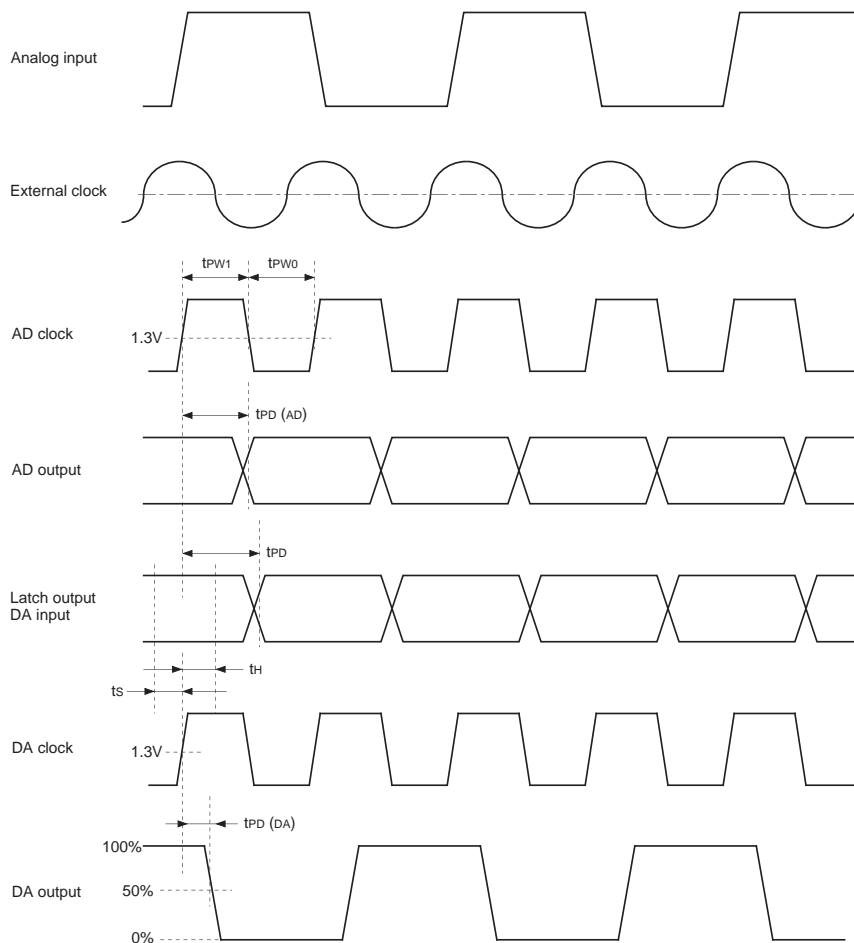 Analog input
External clock
tPW1 tPW0
AD clock
1.3V
tPD (AD)
AD output
tPD
Latch output
DA input
tH
tS
DA clock
1.3V
tPD (DA)
100%
DA output
50%
0%